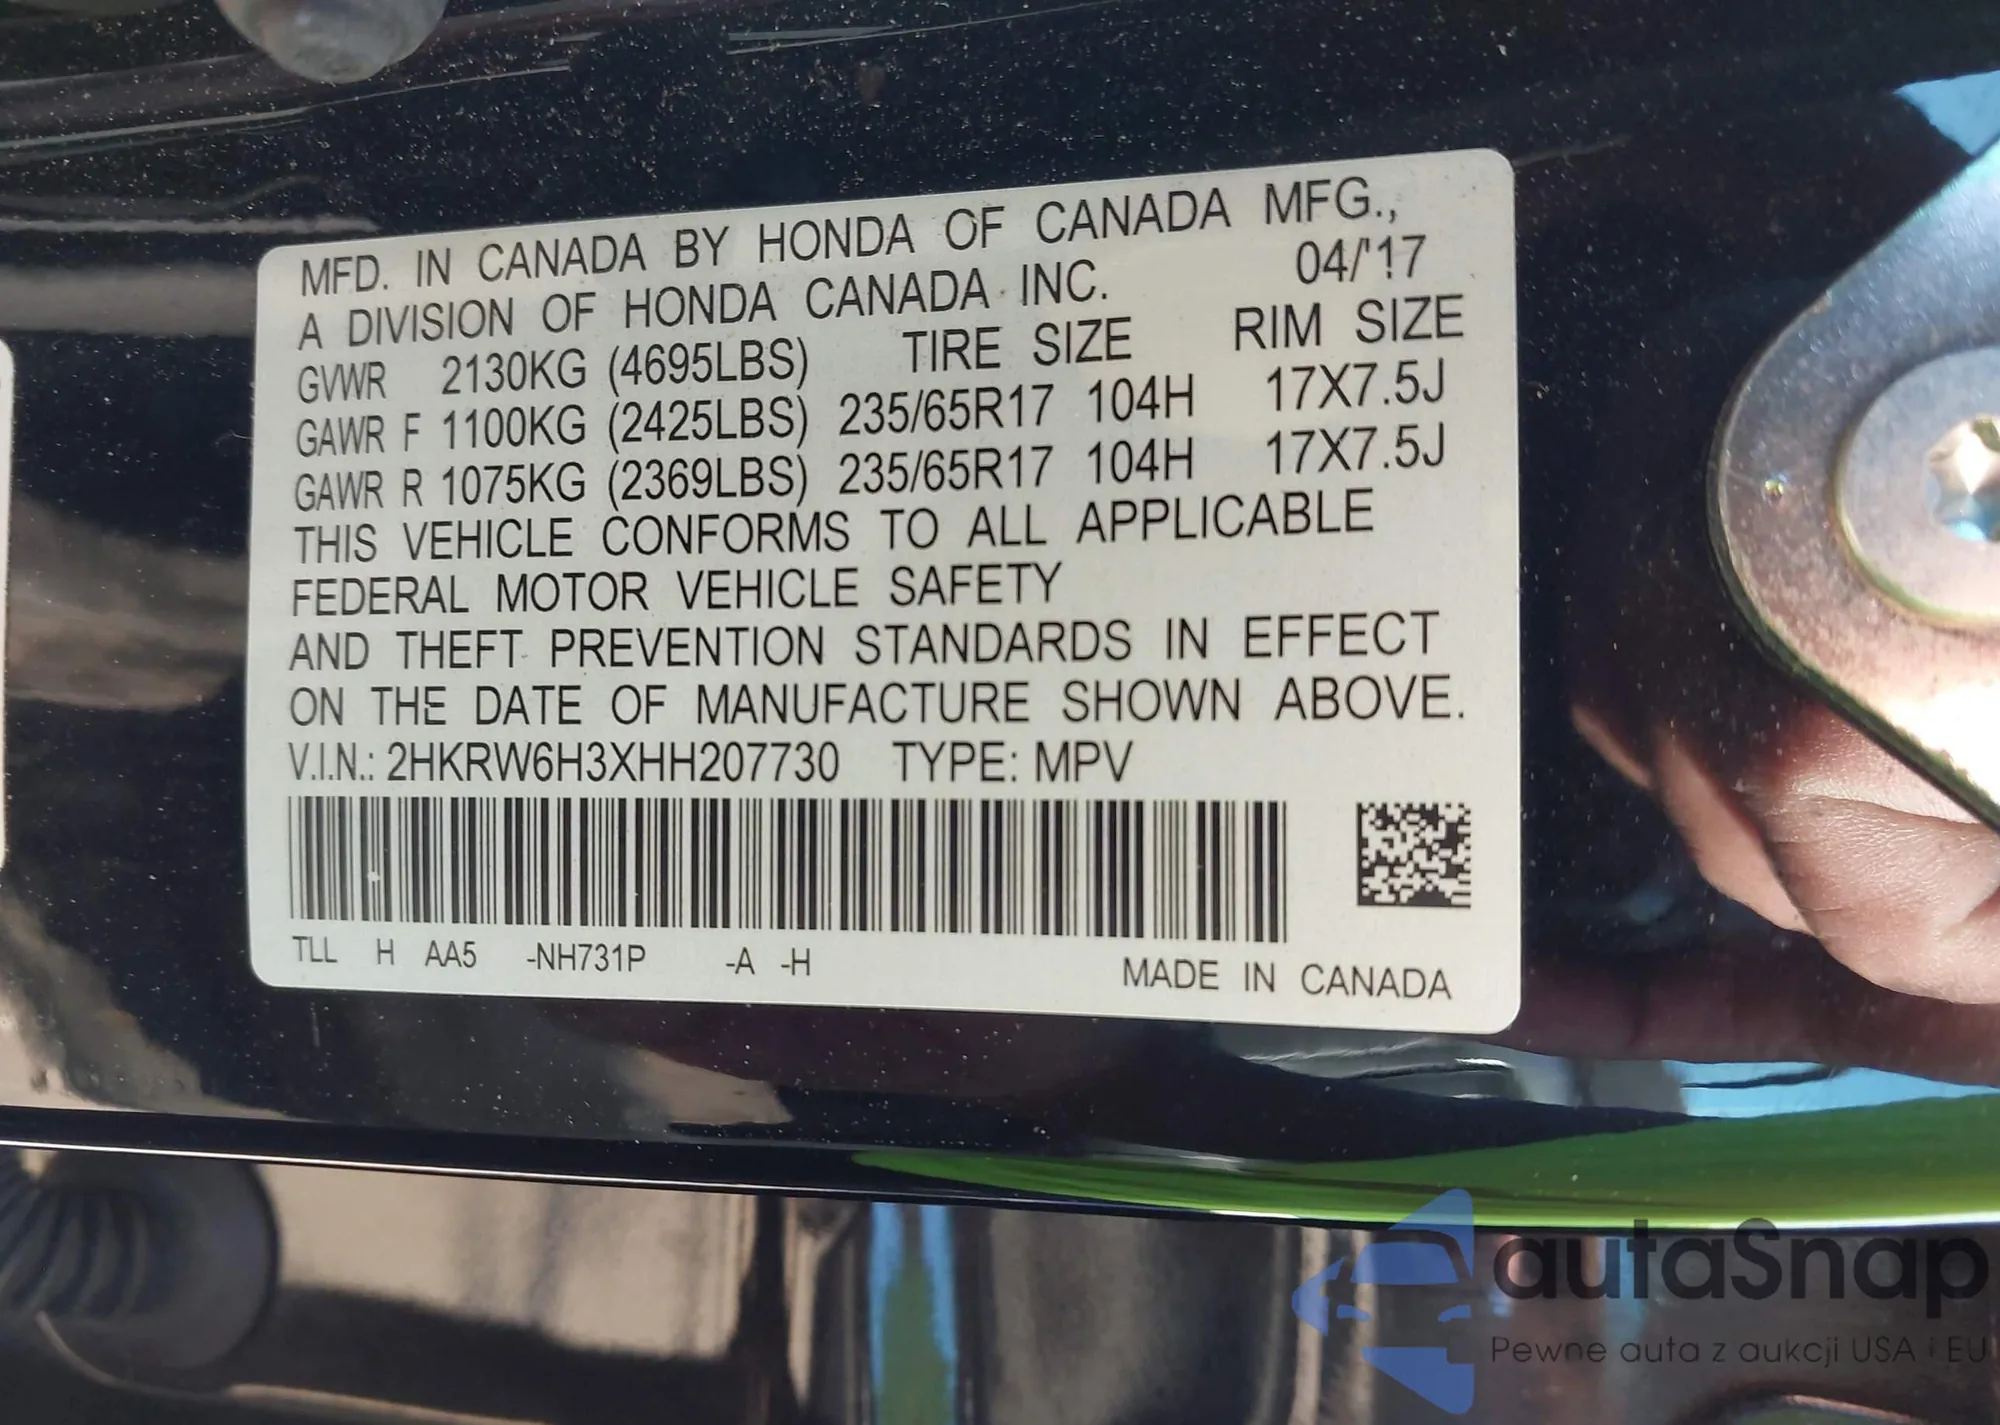 MFD. IN CANADA BY HONDA OF CANADA MFG.,
A DIVISION OF HONDA CANADA INC. 04/'17
GVWR 2130KG (4695LBS) TIRE SIZE RIM SIZE
GAWR F 1100KG (2425LBS) 235/65R17 104H 17X7.5J
GAWR R 1075KG (2369LBS) 235/65R17 104H 17X7.5J
THIS VEHICLE CONFORMS TO ALL APPLICABLE
FEDERAL MOTOR VEHICLE SAFETY
AND THEFT PREVENTION STANDARDS IN EFFECT
ON THE DATE OF MANUFACTURE SHOWN ABOVE.
V.I.N.: 2HKRW6H3XHH207730 TYPE: MPV
TLL H AA5 -NH731P -A -H
MADE IN CANADA
autaSnap
Pewne auta z aukcji USA i EU